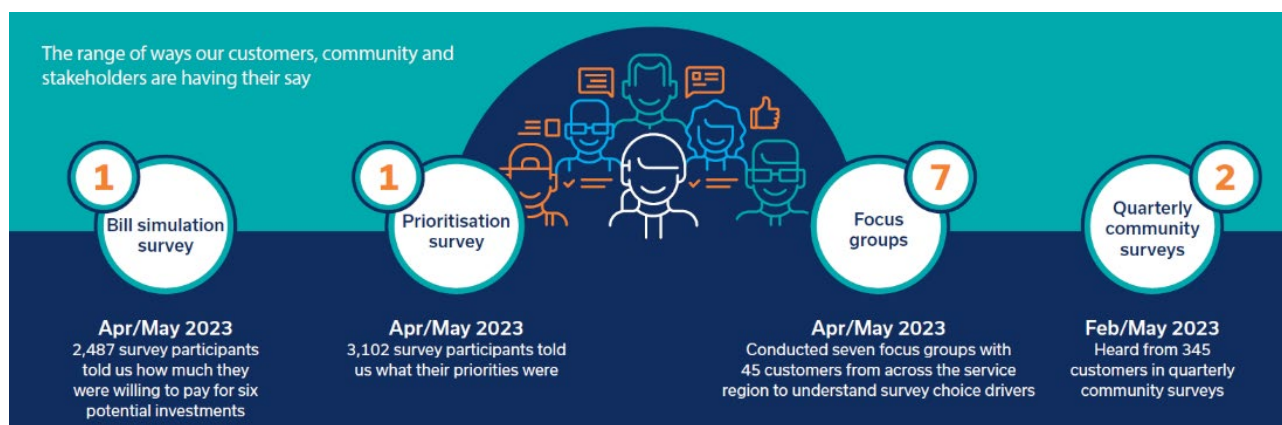 The range of ways our customers, community and
stakeholders are having their say
1
Bill simulation
survey
Apr/May 2023
2,487 survey participants
told us how much they
were willing to pay for six
potential investments
1
Prioritisation
survey
Apr/May 2023
3,102 survey participants told
us what their priorities were
7
Focus
groups
Apr/May 2023
Conducted seven focus groups with
45 customers from across the service
region to understand survey choice drivers
2
Quarterly
community
surveys
Feb/May 2023
Heard from 345
customers in quarterly
community surveys